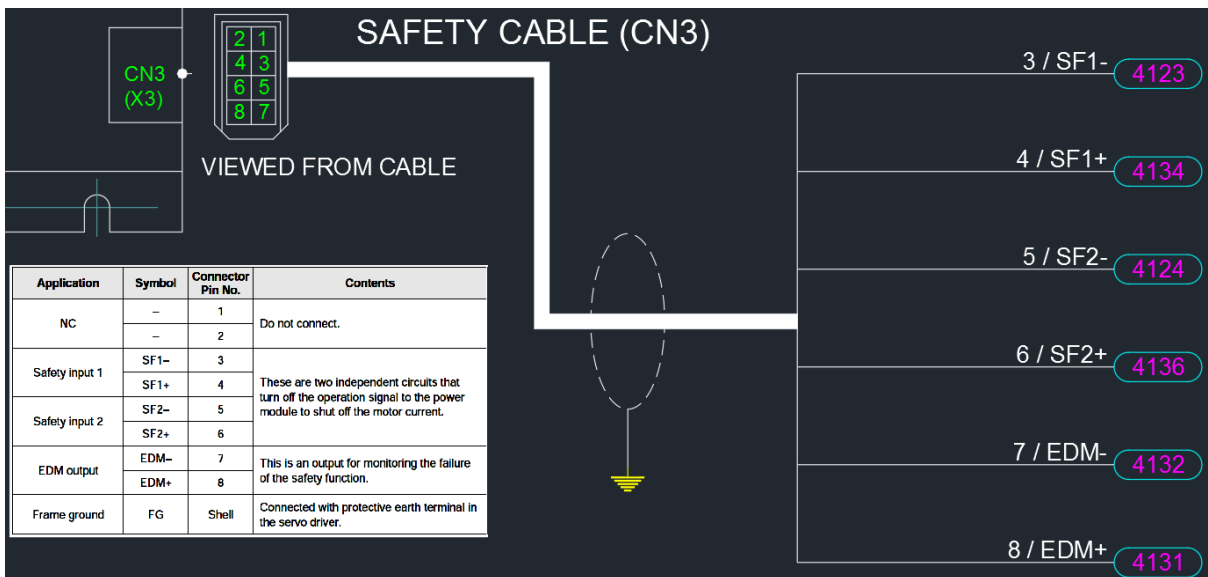 SAFETY CABLE (CN3)
CN3
(X3)
2 1
4 3
6 5
8 7
VIEWED FROM CABLE
3 / SF1-
4123
4 / SF1+
4134
5 / SF2-
4124
6 / SF2+
4136
7 / EDM-
4132
8 / EDM+
4131
Application Symbol Connector Pin No. Contents
NC – 1 Do not connect.
– 2
Safety input 1 SF1– 3 These are two independent circuits that
SF1+ 4 turn off the operation signal to the power
Safety input 2 SF2– 5 module to shut off the motor current.
SF2+ 6
EDM output EDM– 7 This is an output for monitoring the failure
EDM+ 8 of the safety function.
Frame ground FG Shell Connected with protective earth terminal in
the servo driver.